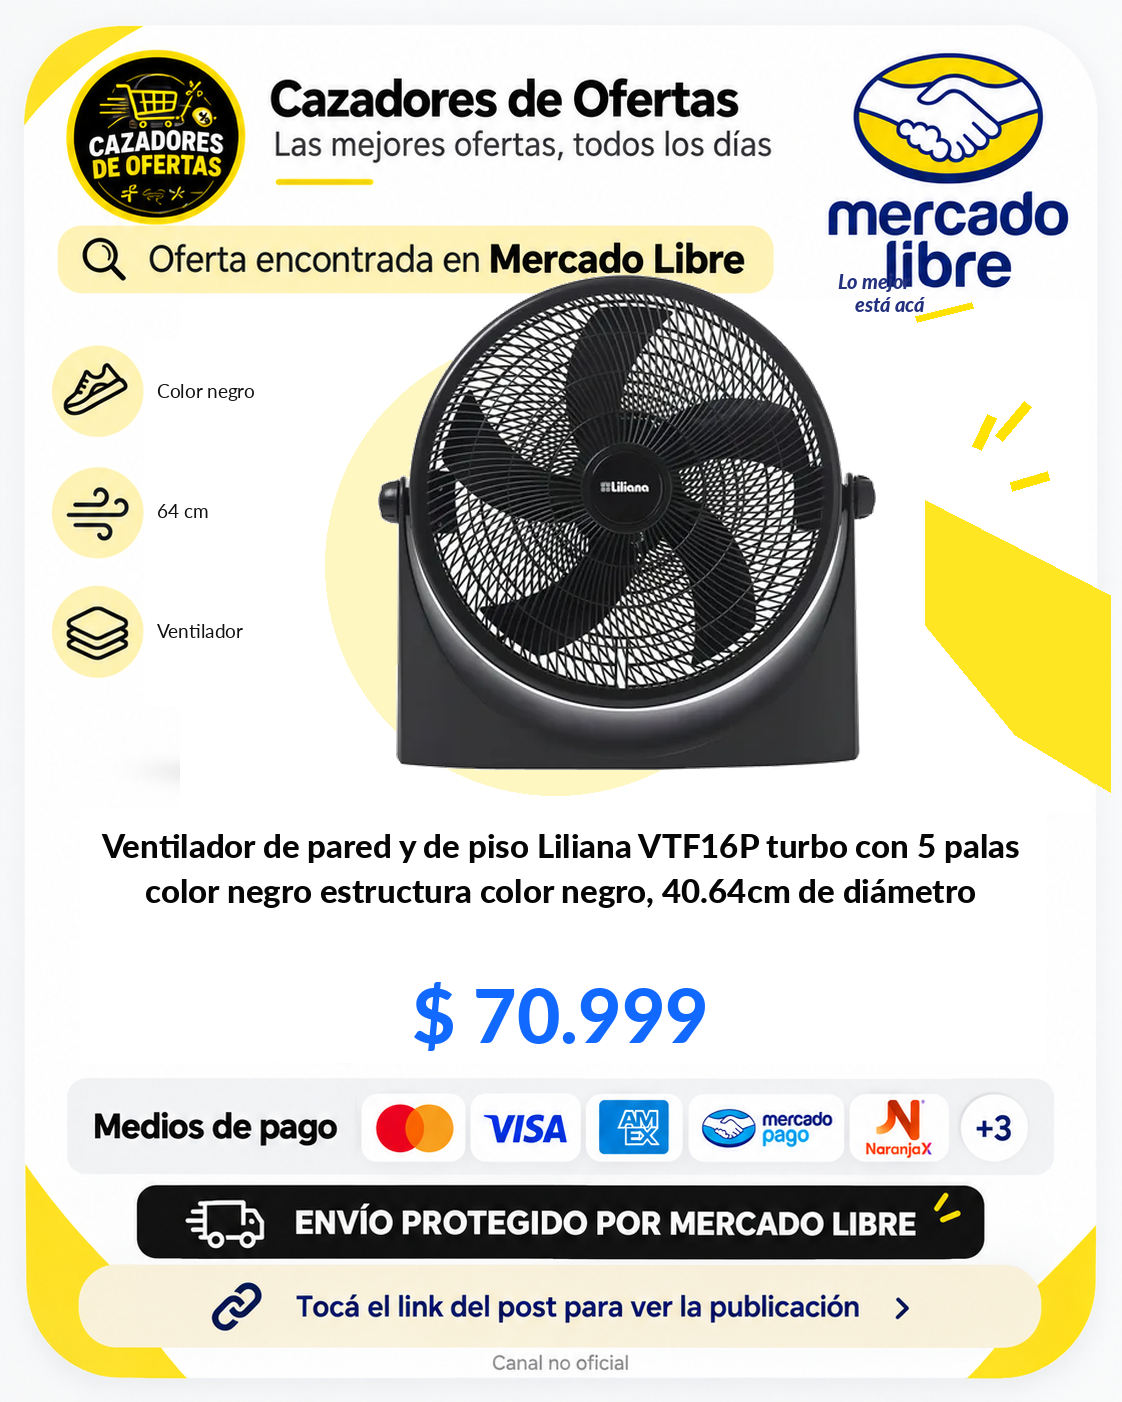 CAZADORES
DE OFERTAS
Cazadores de Ofertas
Las mejores ofertas, todos los días
mercado
libre
Lo mejor
está acá
Oferta encontrada en Mercado Libre
Color negro
64 cm
Ventilador
Liliana
Ventilador de pared y de piso Liliana VTF16P turbo con 5 palas
color negro estructura color negro, 40.64cm de diámetro
$ 70.999
Medios de pago
VISA
AM
EX
mercado
pago
NaranjaX
+3
ENVÍO PROTEGIDO POR MERCADO LIBRE
Tocá el link del post para ver la publicación
Canal no oficial